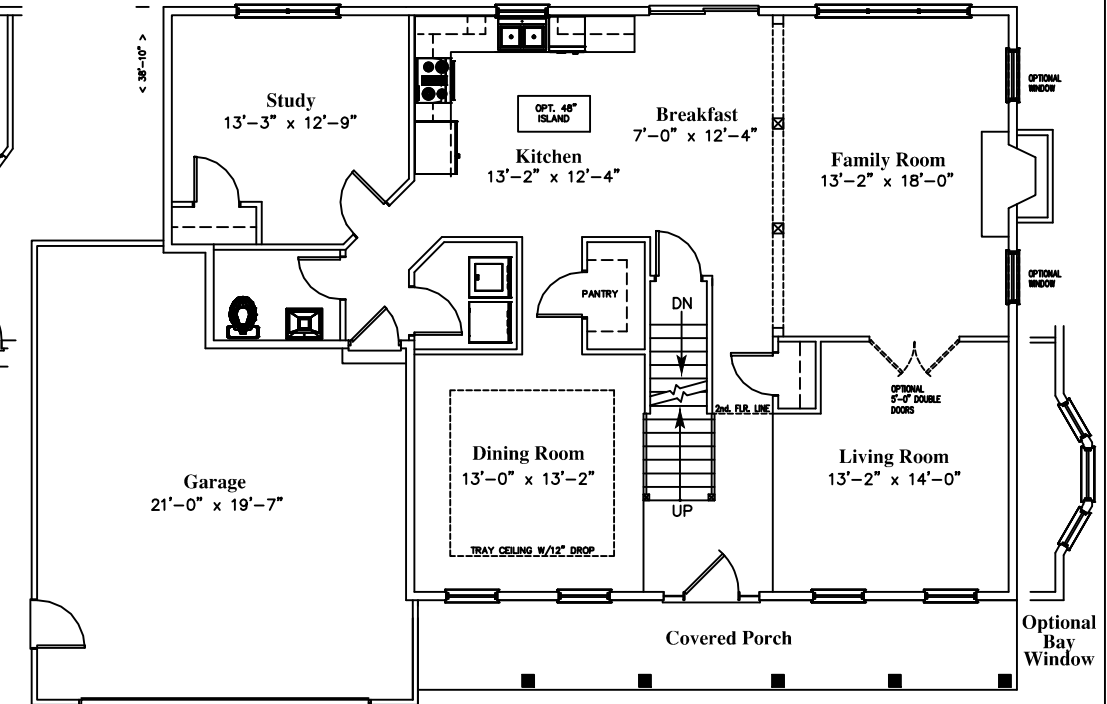 < 38'-10" >
Study
13'-3" x 12'-9"
OPT. 48"
ISLAND
Kitchen
13'-2" x 12'-4"
Breakfast
7'-0" x 12'-4"
Family Room
13'-2" x 18'-0"
OPTIONAL
WINDOW
OPTIONAL
WINDOW
PANTRY
DN
2nd. FLR. LINE
OPTIONAL
5'-0" DOUBLE
DOORS
Garage
21'-0" x 19'-7"
Dining Room
13'-0" x 13'-2"
TRAY CEILING W/12" DROP
UP
Living Room
13'-2" x 14'-0"
Covered Porch
Optional
Bay
Window